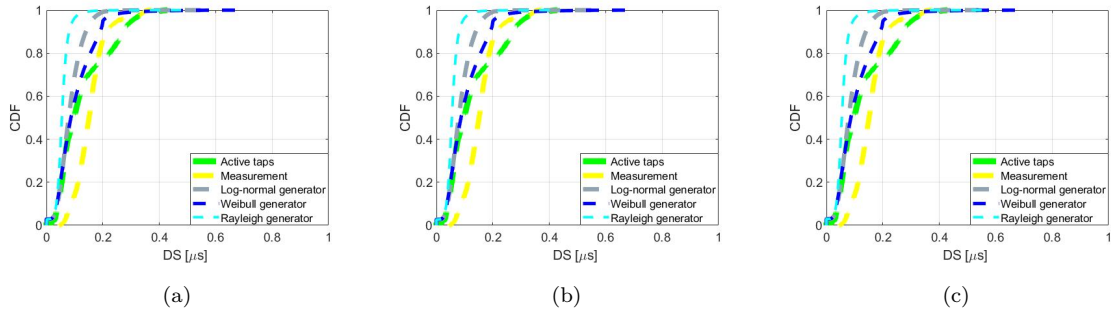 1
0.8
0.6
0.4
0.2
0
CDF
0 0.2 0.4 0.6 0.8 1
DS [μs]
Active taps
Measurement
Log-normal generator
Weibull generator
Rayleigh generator
(a)
1
0.8
0.6
0.4
0.2
0
CDF
0 0.2 0.4 0.6 0.8 1
DS [μs]
Active taps
Measurement
Log-normal generator
Weibull generator
Rayleigh generator
(b)
1
0.8
0.6
0.4
0.2
0
CDF
0 0.2 0.4 0.6 0.8 1
DS [μs]
Active taps
Measurement
Log-normal generator
Weibull generator
Rayleigh generator
(c)